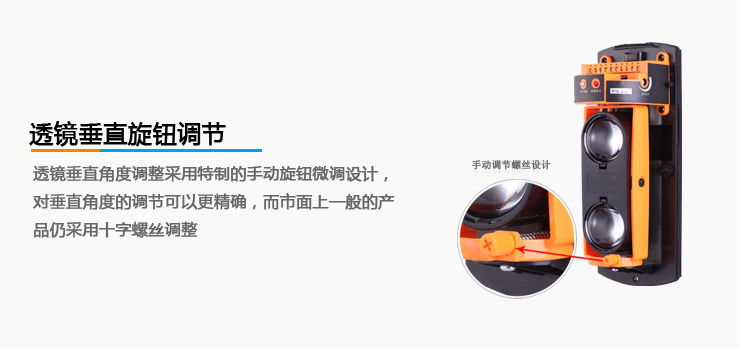 透镜垂直旋钮调节
透镜垂直角度调整采用特制的手动旋钮微调设计，
对垂直角度的调节可以更精确，而市面上一般的产
品仍采用十字螺丝调整
手动调节螺丝设计